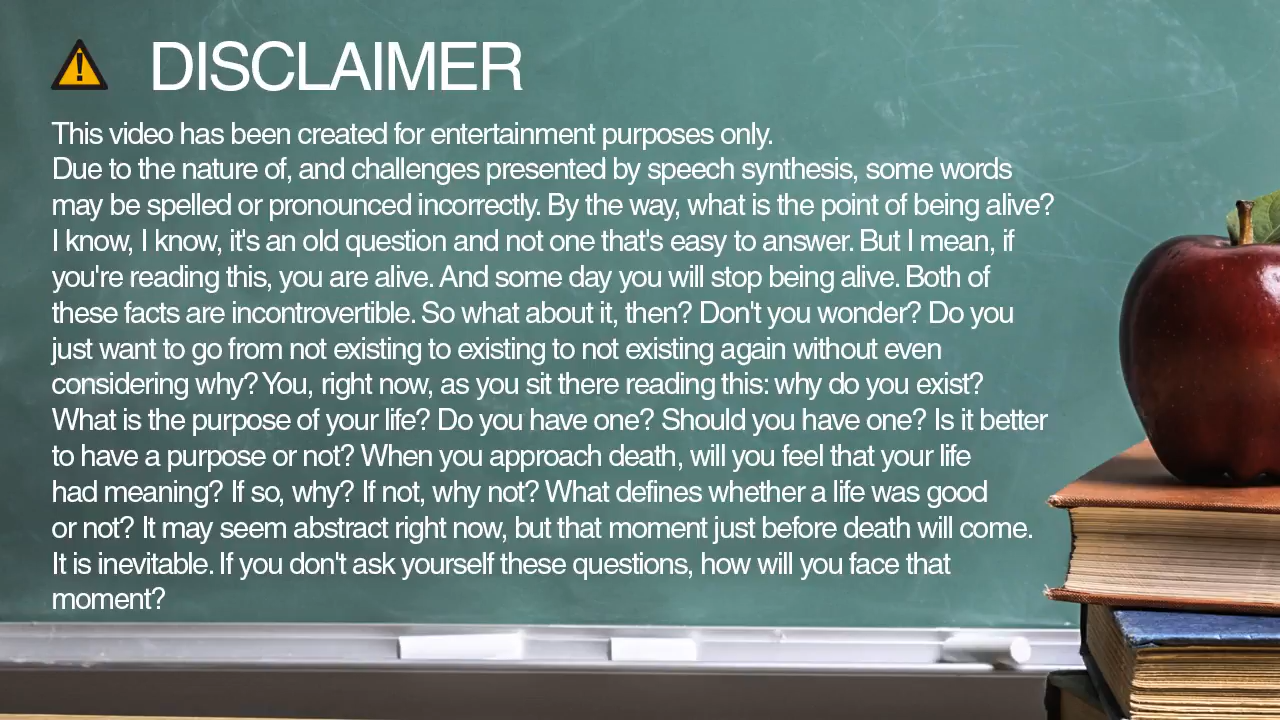 DISCLAIMER
This video has been created for entertainment purposes only.
Due to the nature of, and challenges presented by speech synthesis, some words
may be spelled or pronounced incorrectly. By the way, what is the point of being alive?
I know, I know, it's an old question and not one that's easy to answer. But I mean, if
you're reading this, you are alive. And some day you will stop being alive. Both of
these facts are incontrovertible. So what about it, then? Don't you wonder? Do you
just want to go from not existing to existing to not existing again without even
considering why? You, right now, as you sit there reading this: why do you exist?
What is the purpose of your life? Do you have one? Should you have one? Is it better
to have a purpose or not? When you approach death, will you feel that your life
had meaning? If so, why? If not, why not? What defines whether a life was good
or not? It may seem abstract right now, but that moment just before death will come.
It is inevitable. If you don't ask yourself these questions, how will you face that
moment?